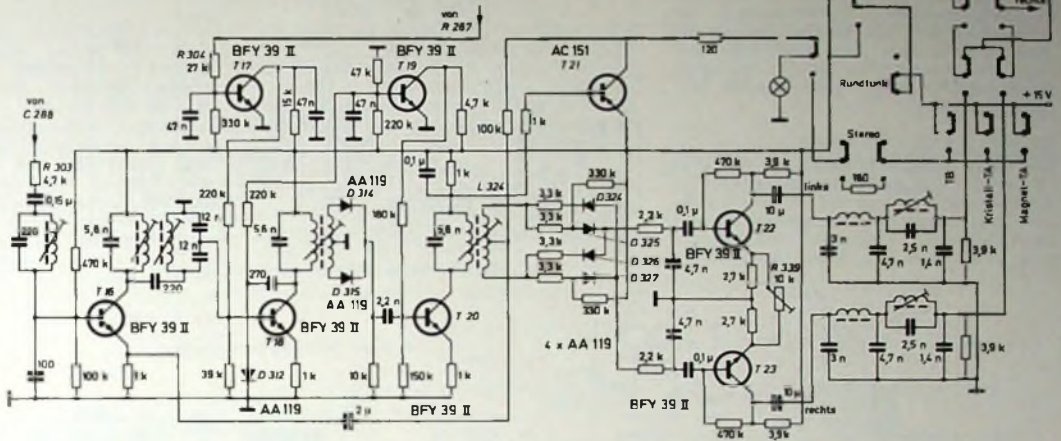 von
R 267
R 304
27 k
BFY 39 II
T 17
47 k
BFY 39 II
T 19
AC 151
T 21
120
Rundfunk
+ 15 V
von
C 288
47 n
330 k
15 k
47 n
47 n
220 k
4,7 k
100 k
1 k
Stereo
R 303
4,7 k
0,15 µ
0,1 µ
1 k
L 324
330 k
470 k
3,9 k
180
TB
Kristall-TA
Magnet-TA
AA 119
D 314
220 k
220 k
12 n
12 n
180 k
3,3 k
3,3 k
3,3 k
3,3 k
D 324
D 325
D 326
D 327
2,2 k
0,1 µ
10 µ
links
T 22
BFY 39 II
220
5,6 n
5,6 n
5,6 n
470 k
220
270
D 315
AA 119
2,2 n
4,7 n
2,7 k
R 339
10 k
3 n
4,7 n
2,5 n
1,4 n
3,9 k
T 16
BFY 39 II
T 18
BFY 39 II
T 20
330 k
4 x AA 119
4,7 n
2,7 k
2,2 k
0,1 µ
T 23
BFY 39 II
3 n
4,7 n
2,5 n
1,4 n
3,9 k
100
100 k
1 k
39 k
D 312
AA 119
1 k
10 k
150 k
1 k
BFY 39 II
10 µ
rechts
2 µ
470 k
3,9 k